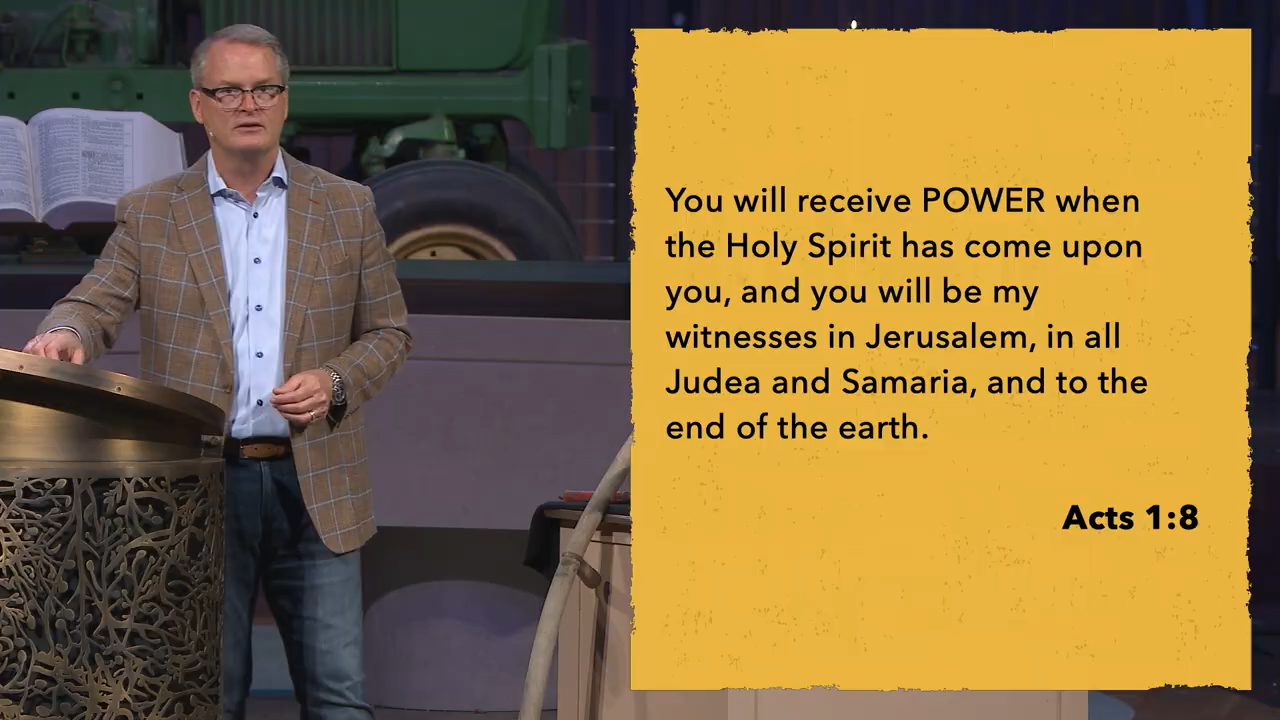 You will receive POWER when
the Holy Spirit has come upon
you, and you will be my
witnesses in Jerusalem, in all
Judea and Samaria, and to the
end of the earth.
Acts 1:8